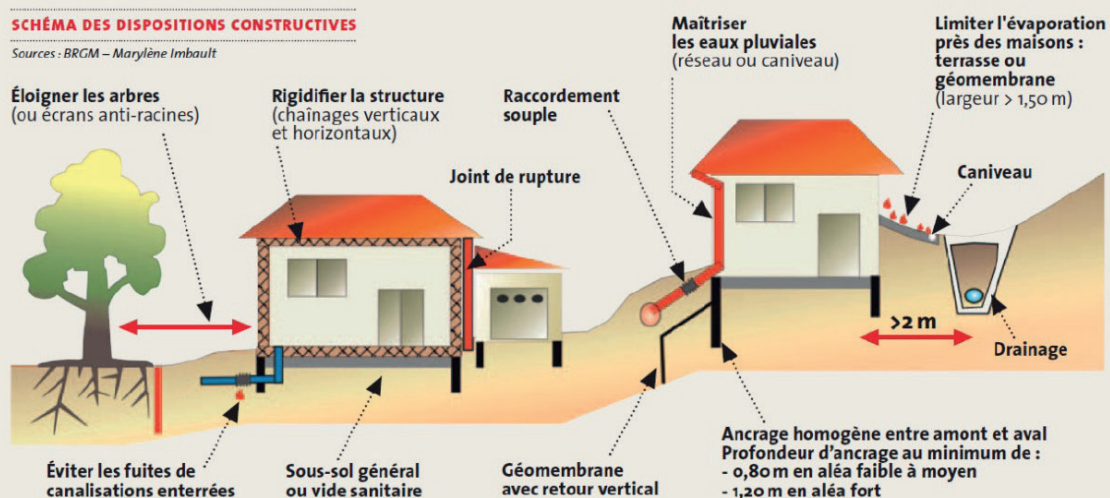 SCHÉMA DES DISPOSITIONS CONSTRUCTIVES
Sources : BRGM – Marylène Imbault
Éloigner les arbres
(ou écrans anti-racines)
Rigidifier la structure
(chaînages verticaux
et horizontaux)
Joint de rupture
Raccordement
souple
Maîtriser
les eaux pluviales
(réseau ou caniveau)
Limiter l'évaporation
près des maisons :
terrasse ou
géomembrane
(largeur > 1,50 m)
Caniveau
>2 m
Drainage
Éviter les fuites de
canalisations enterrées
Sous-sol général
ou vide sanitaire
Géomembrane
avec retour vertical
Ancrage homogène entre amont et aval
Profondeur d'ancrage au minimum de :
- 0,80 m en aléa faible à moyen
- 1,20 m en aléa fort